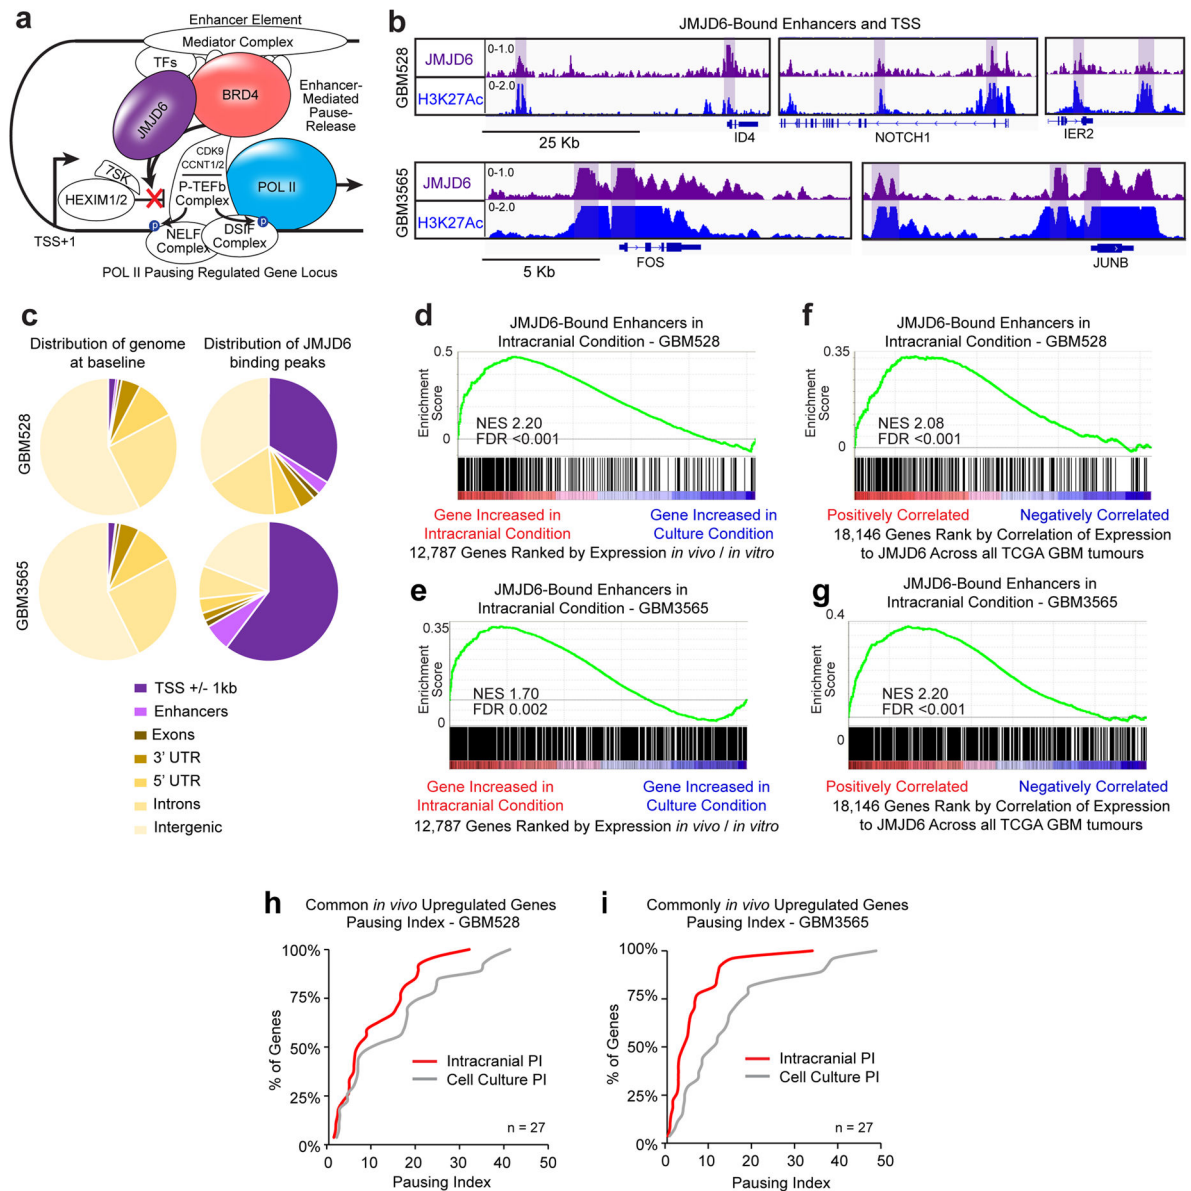 a
Enhancer Element
Mediator Complex
TFs
BRD4
JMJD6
Enhancer-
Mediated
Pause-
Release
CDK9
CCNT1/2
P-TEFb
Complex
POL II
7SK
HEXIM1/2
X
P
P
NELF
Complex
DSIF
Complex
TSS+1
POL II Pausing Regulated Gene Locus
b
JMJD6-Bound Enhancers and TSS
GBM528
JMJD6
0-1.0
H3K27Ac
0-2.0
25 Kb
ID4
NOTCH1
IER2
GBM3565
JMJD6
0-1.0
H3K27Ac
0-2.0
5 Kb
FOS
JUNB
c
Distribution of genome
at baseline
Distribution of JMJD6
binding peaks
GBM528
GBM3565
TSS +/- 1kb
Enhancers
Exons
3' UTR
5' UTR
Introns
Intergenic
d
JMJD6-Bound Enhancers in
Intracranial Condition - GBM528
0.5
0
Enrichment
Score
NES 2.20
FDR <0.001
Gene Increased in
Intracranial Condition
Gene Increased in
Culture Condition
12,787 Genes Ranked by Expression in vivo / in vitro
f
JMJD6-Bound Enhancers in
Intracranial Condition - GBM528
0.35
0
Enrichment
Score
NES 2.08
FDR <0.001
Positively Correlated
Negatively Correlated
18,146 Genes Rank by Correlation of Expression
to JMJD6 Across all TCGA GBM tumours
e
JMJD6-Bound Enhancers in
Intracranial Condition - GBM3565
0.35
0
Enrichment
Score
NES 1.70
FDR 0.002
Gene Increased in
Intracranial Condition
Gene Increased in
Culture Condition
12,787 Genes Ranked by Expression in vivo / in vitro
g
JMJD6-Bound Enhancers in
Intracranial Condition - GBM3565
0.4
0
Enrichment
Score
NES 2.20
FDR <0.001
Positively Correlated
Negatively Correlated
18,146 Genes Rank by Correlation of Expression
to JMJD6 Across all TCGA GBM tumours
h
Common in vivo Upregulated Genes
Pausing Index - GBM528
100%
75%
50%
25%
0%
% of Genes
Intracranial PI
Cell Culture PI
n = 27
0 10 20 30 40 50
Pausing Index
i
Commonly in vivo Upregulated Genes
Pausing Index - GBM3565
100%
75%
50%
25%
0%
% of Genes
Intracranial PI
Cell Culture PI
n = 27
0 10 20 30 40 50
Pausing Index